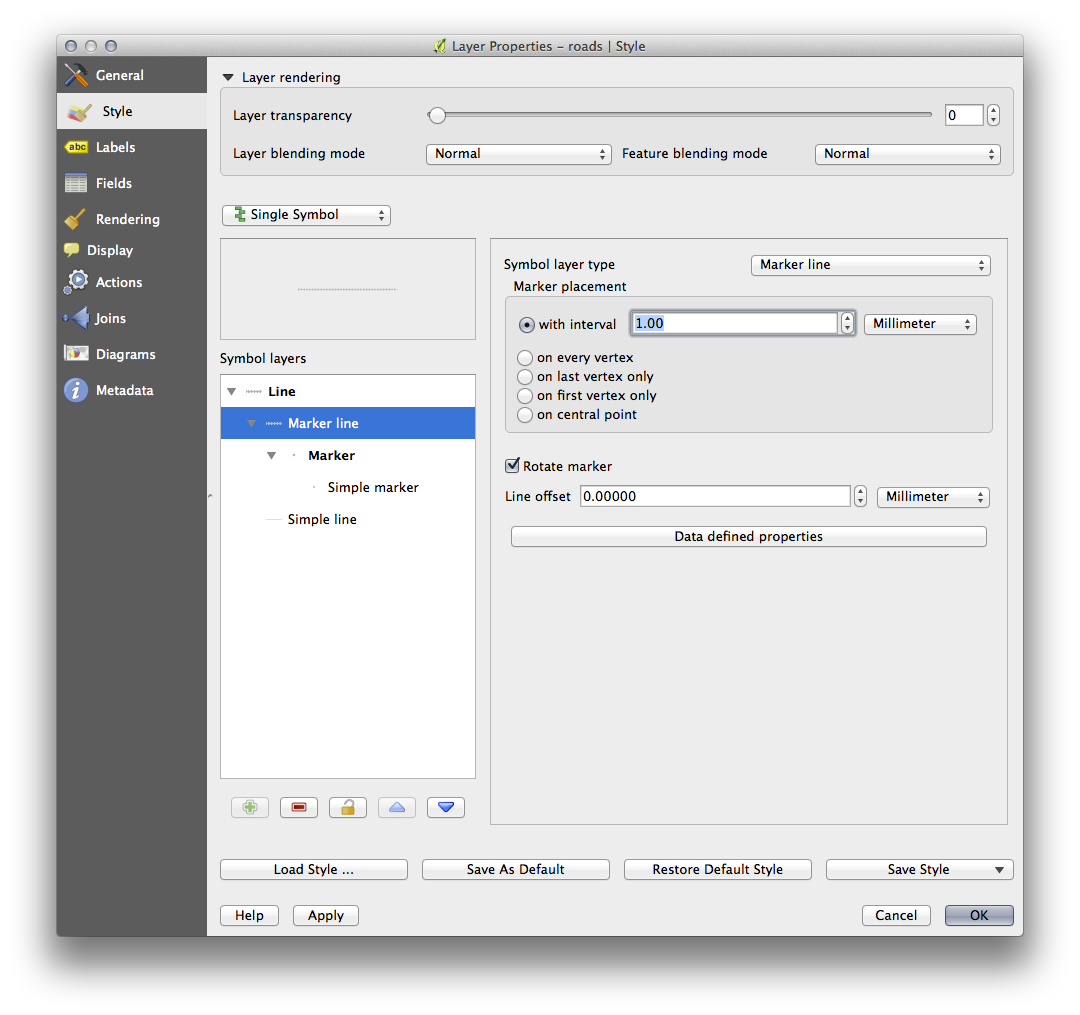 Layer Properties - roads | Style
General
Style
abc Labels
Fields
Rendering
Display
Actions
Joins
Diagrams
i Metadata
Layer rendering
Layer transparency 0
Layer blending mode Normal Feature blending mode Normal
Single Symbol
Symbol layers
Line
Marker line
Marker
Simple marker
Simple line
Symbol layer type Marker line
Marker placement
with interval 1.00 Millimeter
on every vertex
on last vertex only
on first vertex only
on central point
Rotate marker
Line offset 0.00000 Millimeter
Data defined properties
Load Style ... Save As Default Restore Default Style Save Style
Help Apply Cancel OK